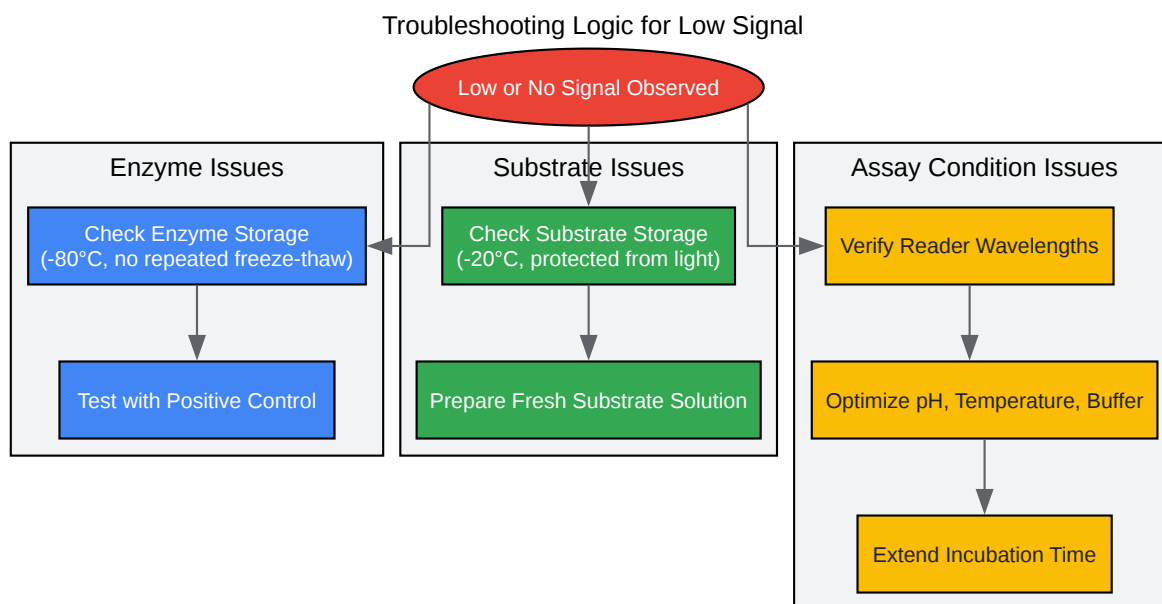 Troubleshooting Logic for Low Signal
Low or No Signal Observed
Enzyme Issues
Check Enzyme Storage
(-80°C, no repeated freeze-thaw)
Test with Positive Control
Substrate Issues
Check Substrate Storage
(-20°C, protected from light)
Prepare Fresh Substrate Solution
Assay Condition Issues
Verify Reader Wavelengths
Optimize pH, Temperature, Buffer
Extend Incubation Time